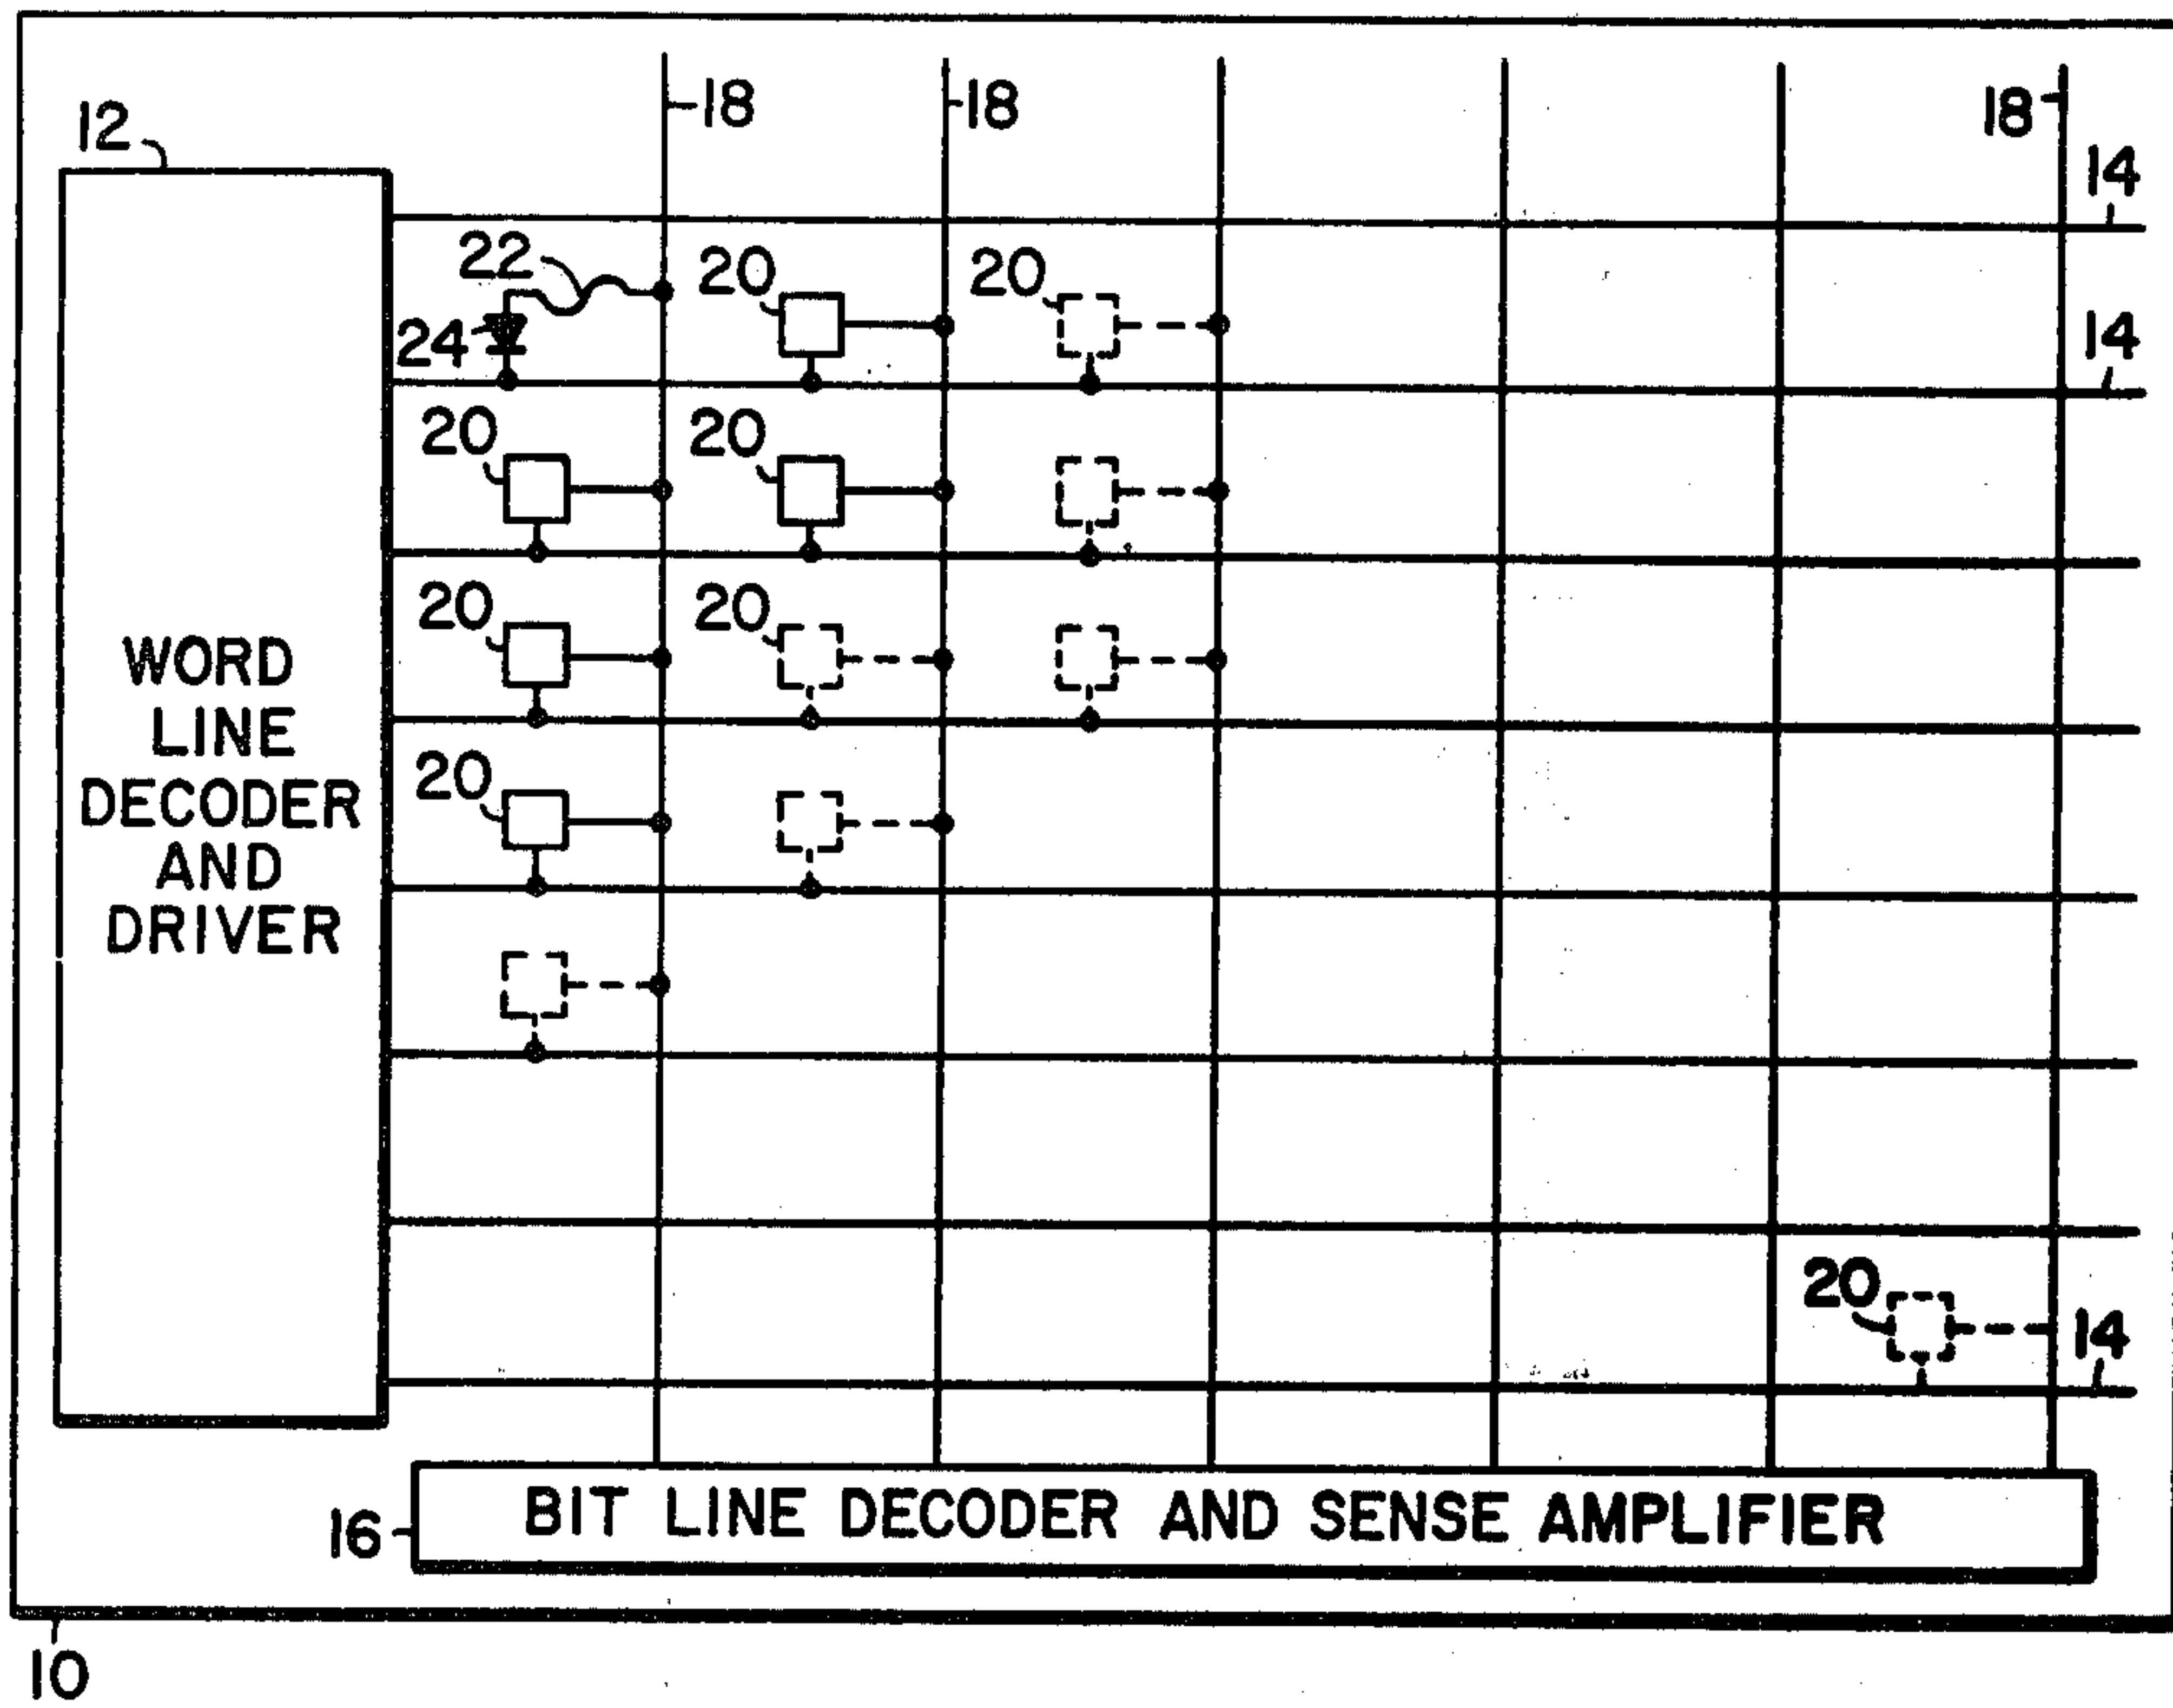 18 18 18
12
14
22 20 20
24 14
20 20
20 20
WORD
LINE
20
DECODER
AND
DRIVER
20
14
16 BIT LINE DECODER AND SENSE AMPLIFIER
10